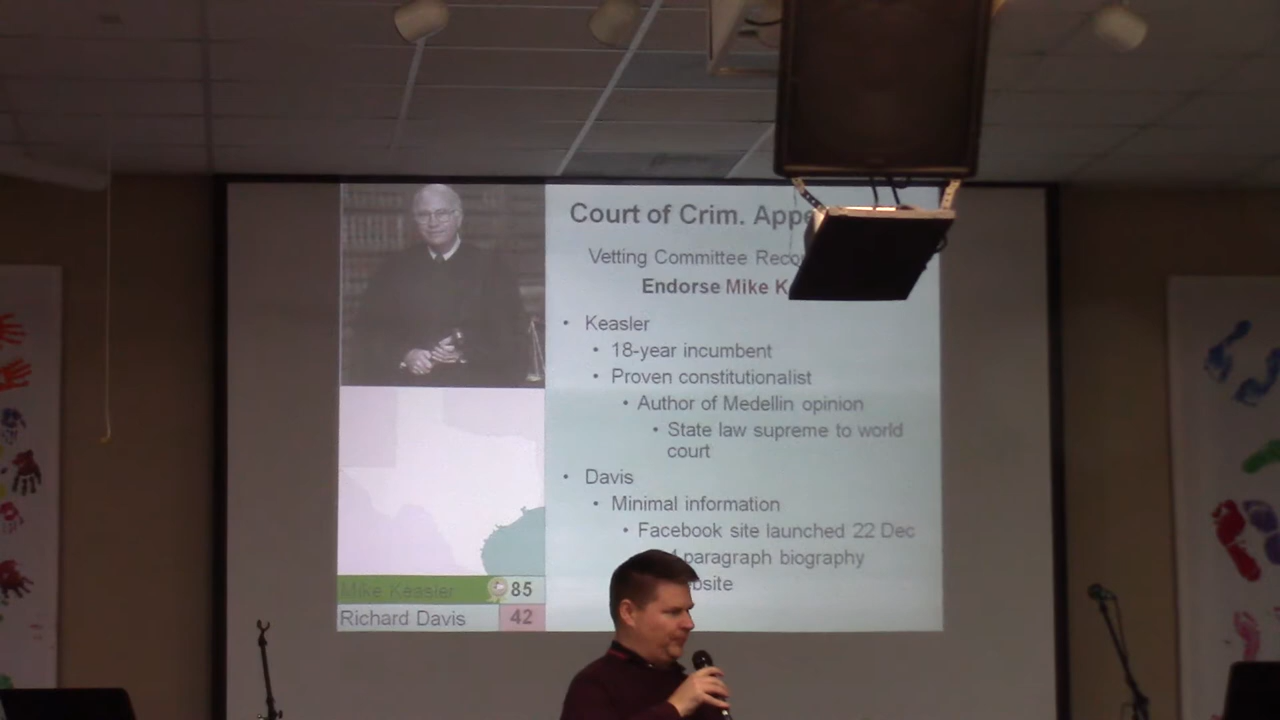 Court of Crim. Appe
Vetting Committee Reco
Endorse Mike K
• Keasler
• 18-year incumbent
• Proven constitutionalist
• Author of Medellin opinion
• State law supreme to world
court
• Davis
• Minimal information
• Facebook site launched 22 Dec
paragraph biography
Mike Keasler 85
Richard Davis 42